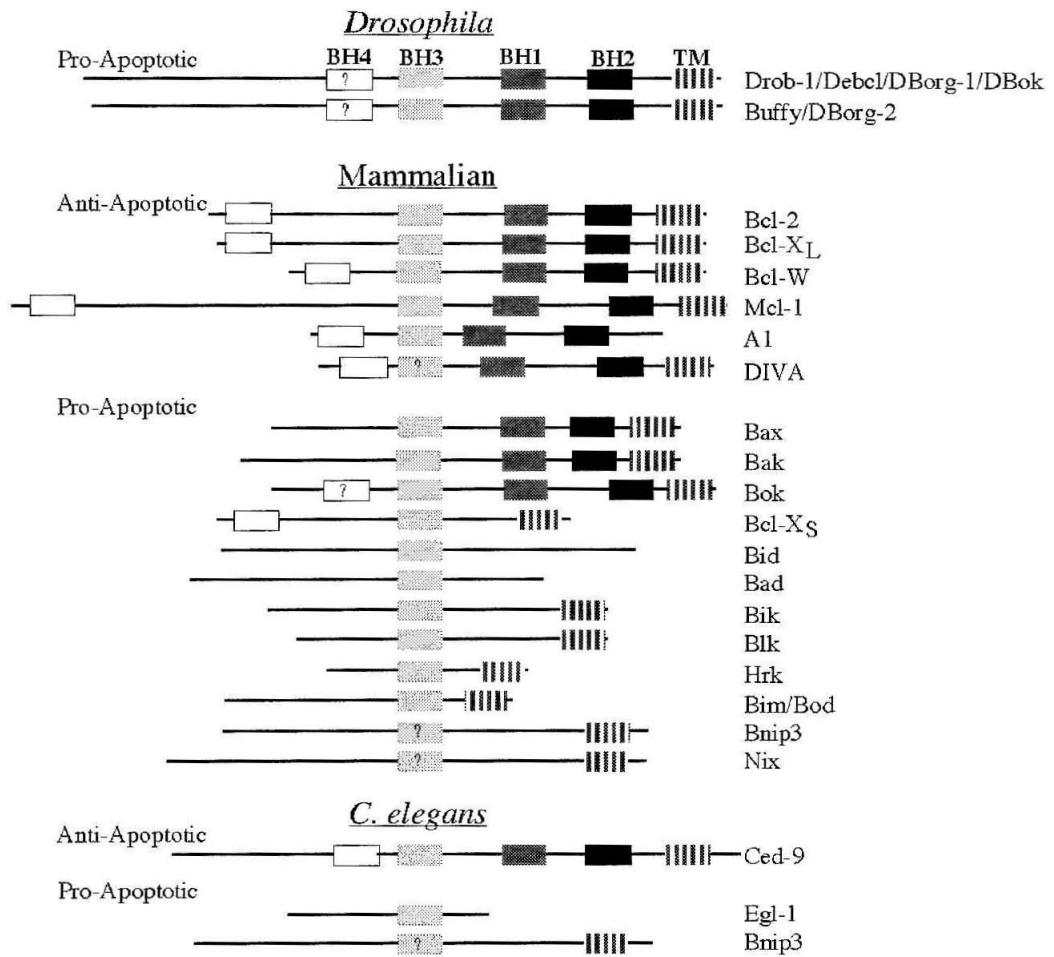 Drosophila
Pro-Apoptotic
BH4 BH3 BH1 BH2 TM
? Drob-1/Debcl/DBorg-1/DBok
? Buffy/DBorg-2
Mammalian
Anti-Apoptotic
Bcl-2
Bcl-XL
Bcl-W
Mcl-1
A1
? DIVA
Pro-Apoptotic
Bax
Bak
? Bok
Bcl-XS
Bid
Bad
Bik
Blk
Hrk
Bim/Bod
? Bnip3
? Nix
C. elegans
Anti-Apoptotic
Ced-9
Pro-Apoptotic
Egl-1
? Bnip3